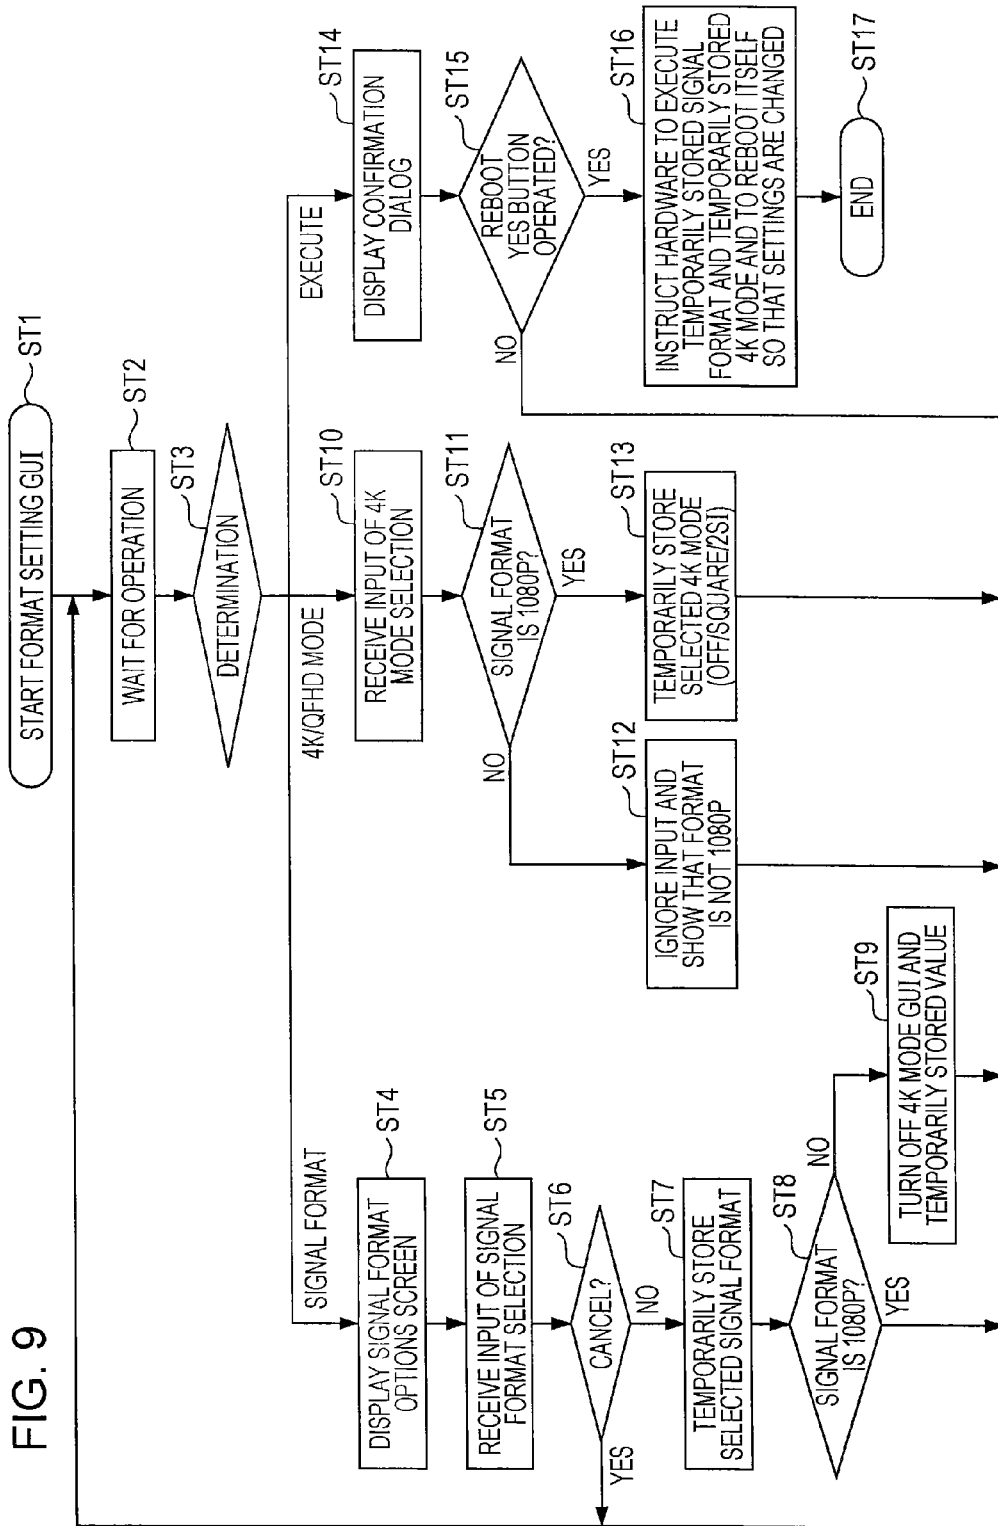 FIG. 9
START FORMAT SETTING GUI
ST1
WAIT FOR OPERATION
ST2
DETERMINATION
ST3
SIGNAL FORMAT
4K/QFHD MODE
EXECUTE
DISPLAY SIGNAL FORMAT
OPTIONS SCREEN
ST4
RECEIVE INPUT OF SIGNAL
FORMAT SELECTION
ST5
CANCEL?
ST6
YES
NO
TEMPORARILY STORE
SELECTED SIGNAL FORMAT
ST7
SIGNAL FORMAT
IS 1080P?
ST8
NO
YES
TURN OFF 4K MODE GUI AND
TEMPORARILY STORED VALUE
ST9
RECEIVE INPUT OF 4K
MODE SELECTION
ST10
SIGNAL FORMAT
IS 1080P?
ST11
NO
YES
IGNORE INPUT AND
SHOW THAT FORMAT
IS NOT 1080P
ST12
TEMPORARILY STORE
SELECTED 4K MODE
(OFF/SQUARE/2SI)
ST13
DISPLAY CONFIRMATION
DIALOG
ST14
REBOOT
YES BUTTON
OPERATED?
ST15
NO
YES
INSTRUCT HARDWARE TO EXECUTE
TEMPORARILY STORED SIGNAL
FORMAT AND TEMPORARILY STORED
4K MODE AND TO REBOOT ITSELF
SO THAT SETTINGS ARE CHANGED
ST16
END
ST17